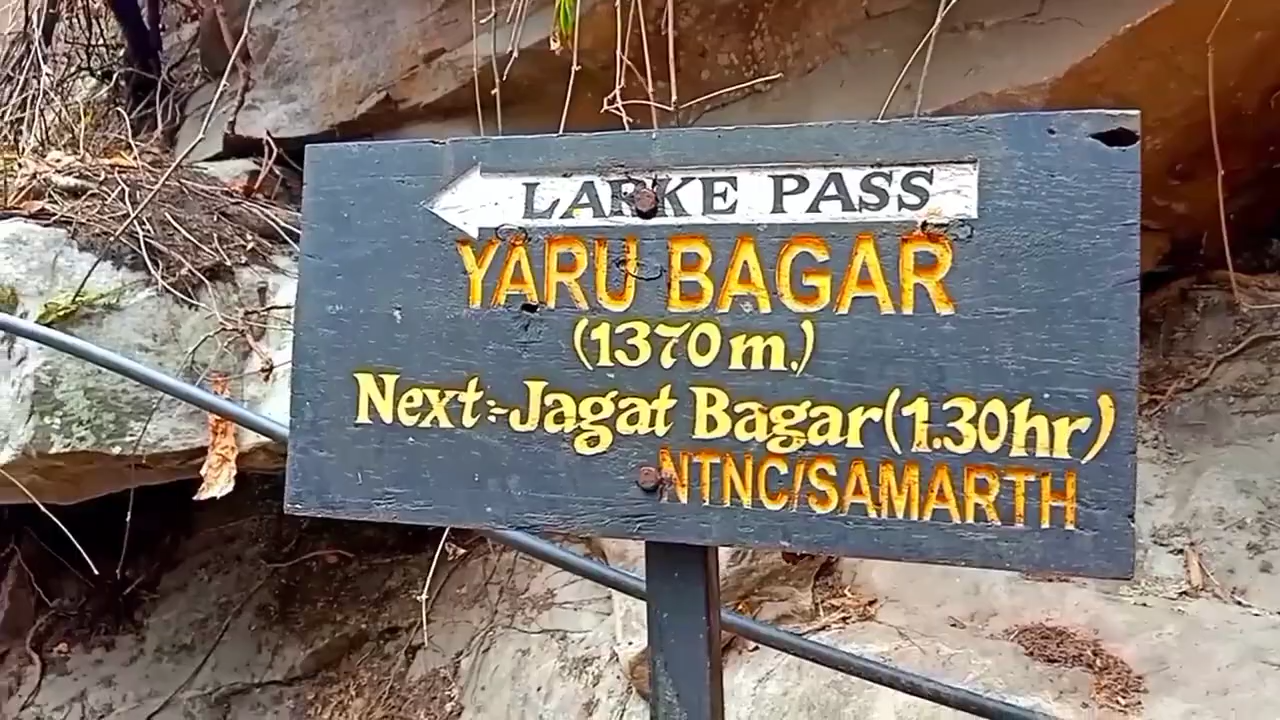 LARKE PASS
YARU BAGAR
(1370 m.)
Next:-Jagat Bagar(1.30hr)
NTNC/SAMARTH